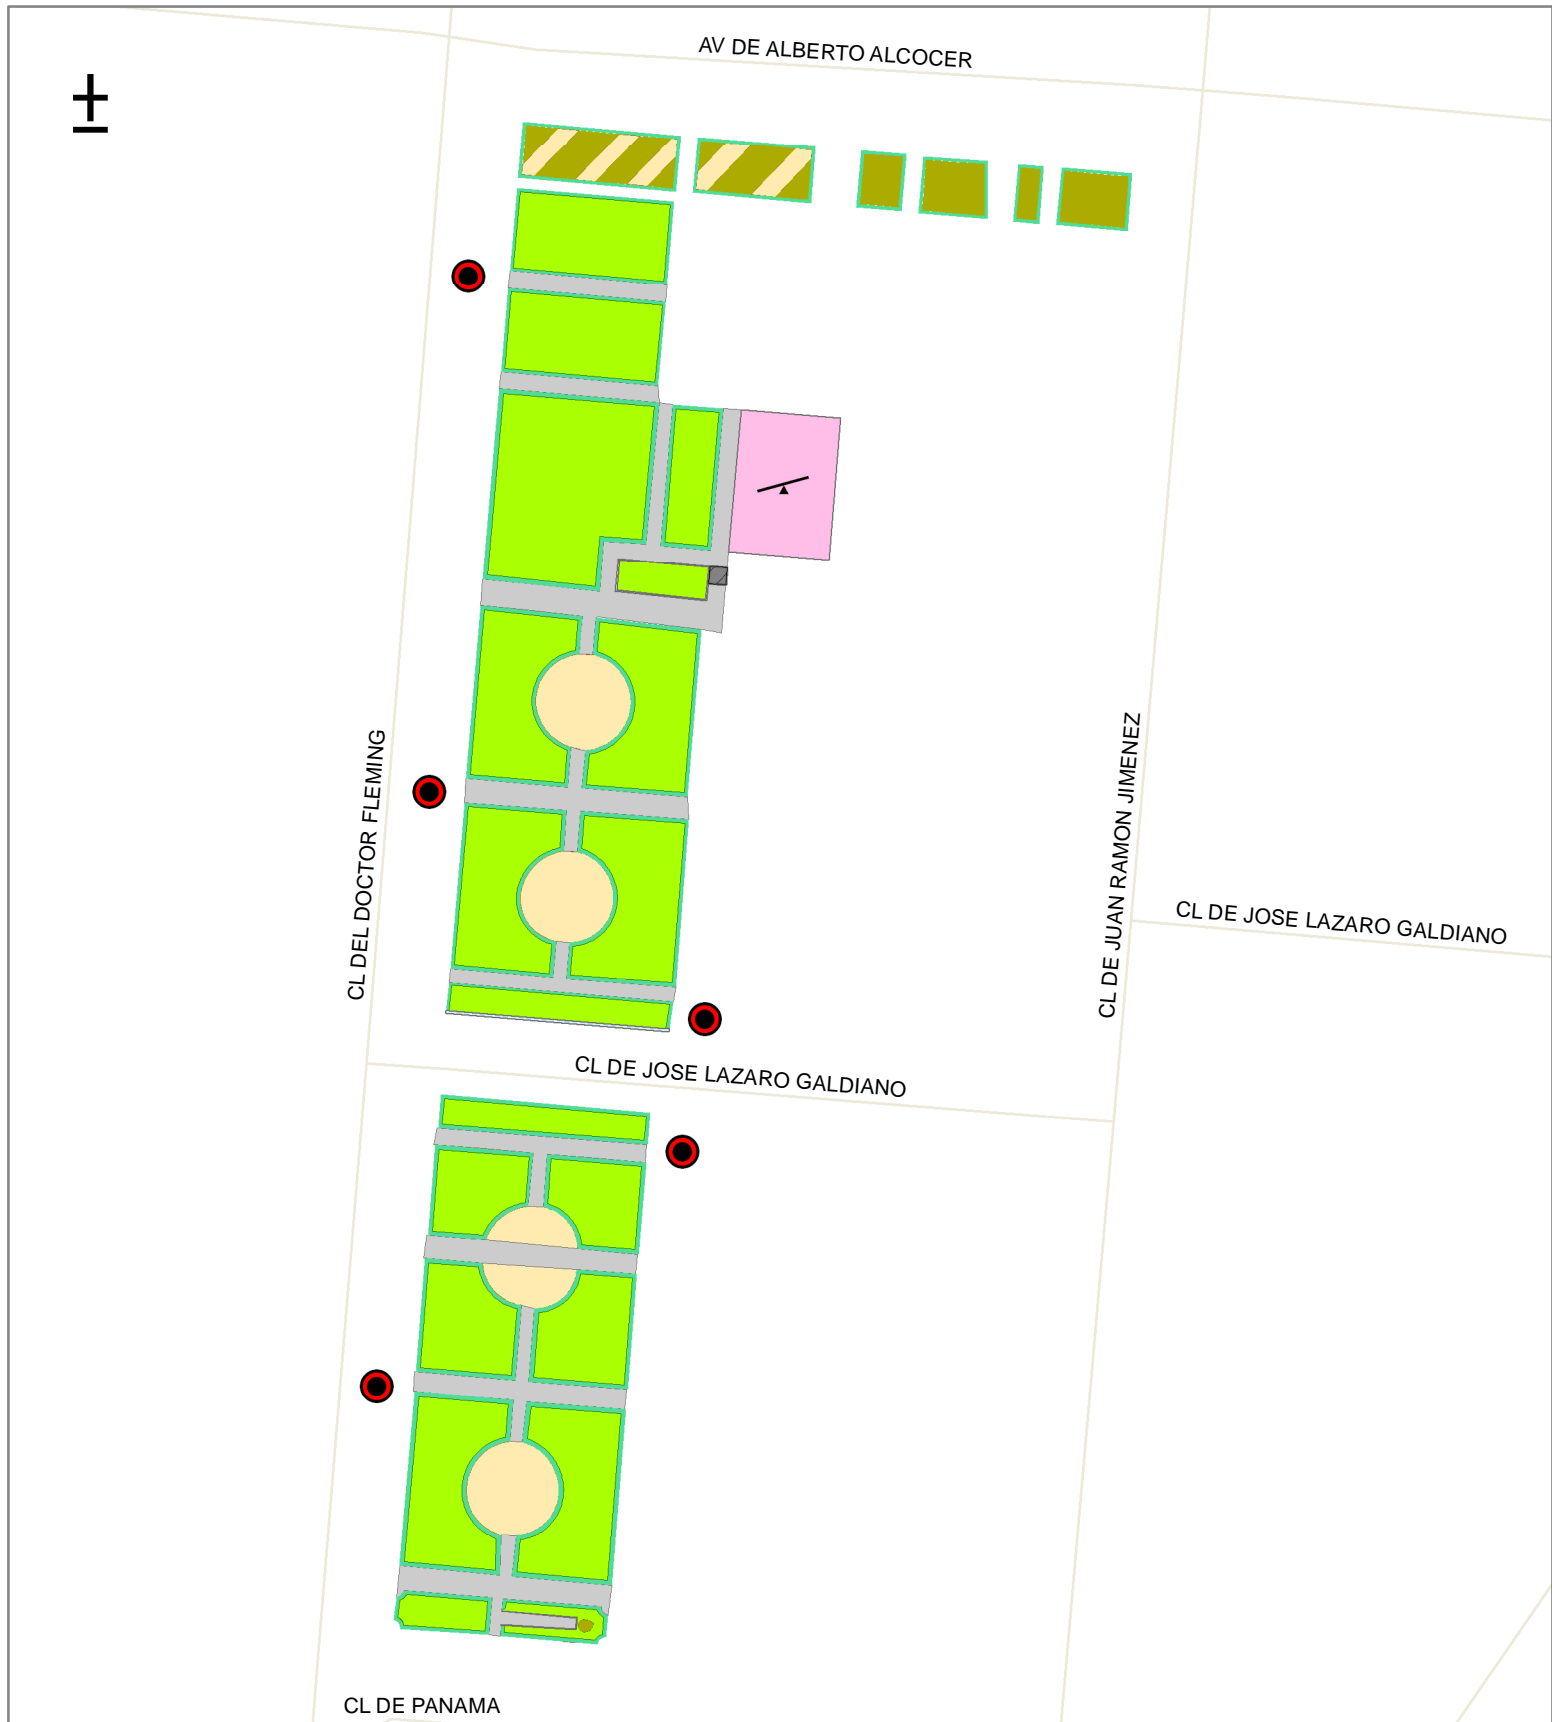 AV DE ALBERTO ALCOCER
CL DEL DOCTOR FLEMING
CL DE JUAN RAMON JIMENEZ
CL DE JOSE LAZARO GALDIANO
CL DE JOSE LAZARO GALDIANO
CL DE PANAMA